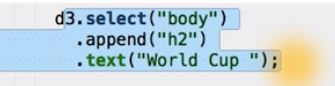 d3.select("body")
.append("h2")
.text("World Cup ");